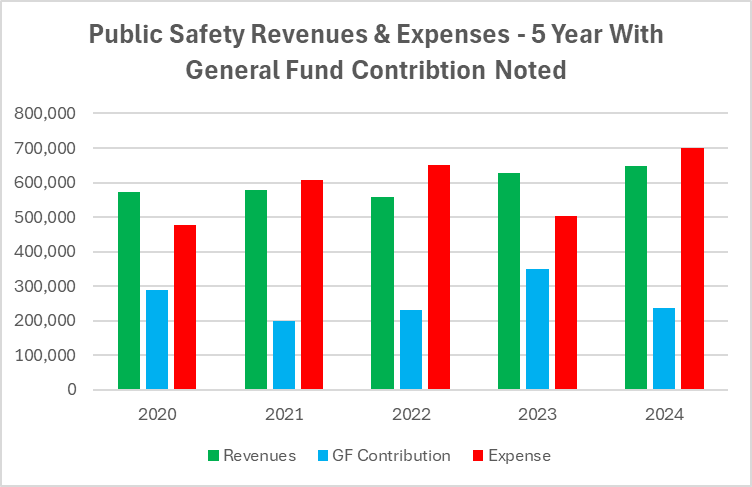 Public Safety Revenues & Expenses - 5 Year With
General Fund Contribtion Noted
800,000
700,000
600,000
500,000
400,000
300,000
200,000
100,000
0
2020 2021 2022 2023 2024
Revenues GF Contribution Expense